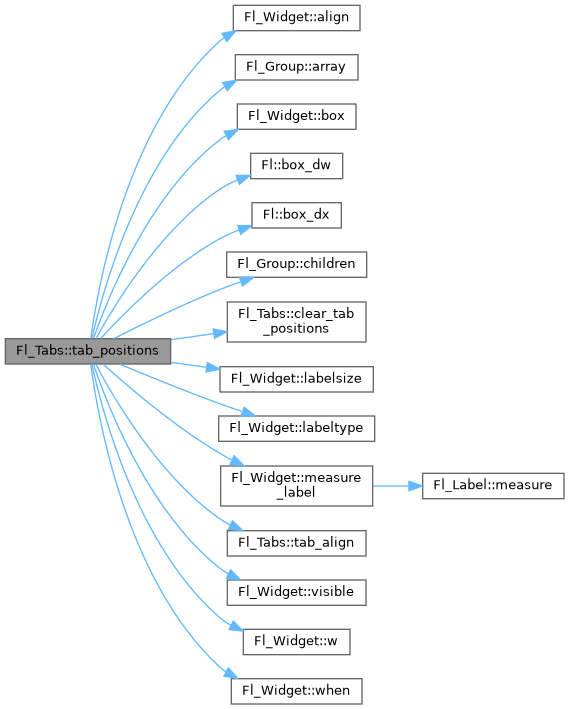 Fl_Widget::align
Fl_Group::array
Fl_Widget::box
Fl::box_dw
Fl::box_dx
Fl_Group::children
Fl_Tabs::clear_tab
_positions
Fl_Tabs::tab_positions
Fl_Widget::labelsize
Fl_Widget::labeltype
Fl_Widget::measure
_label
Fl_Label::measure
Fl_Tabs::tab_align
Fl_Widget::visible
Fl_Widget::w
Fl_Widget::when